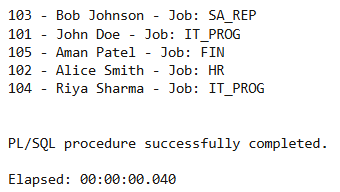 103 - Bob Johnson - Job: SA_REP
101 - John Doe - Job: IT_PROG
105 - Aman Patel - Job: FIN
102 - Alice Smith - Job: HR
104 - Riya Sharma - Job: IT_PROG
PL/SQL procedure successfully completed.
Elapsed: 00:00:00.040